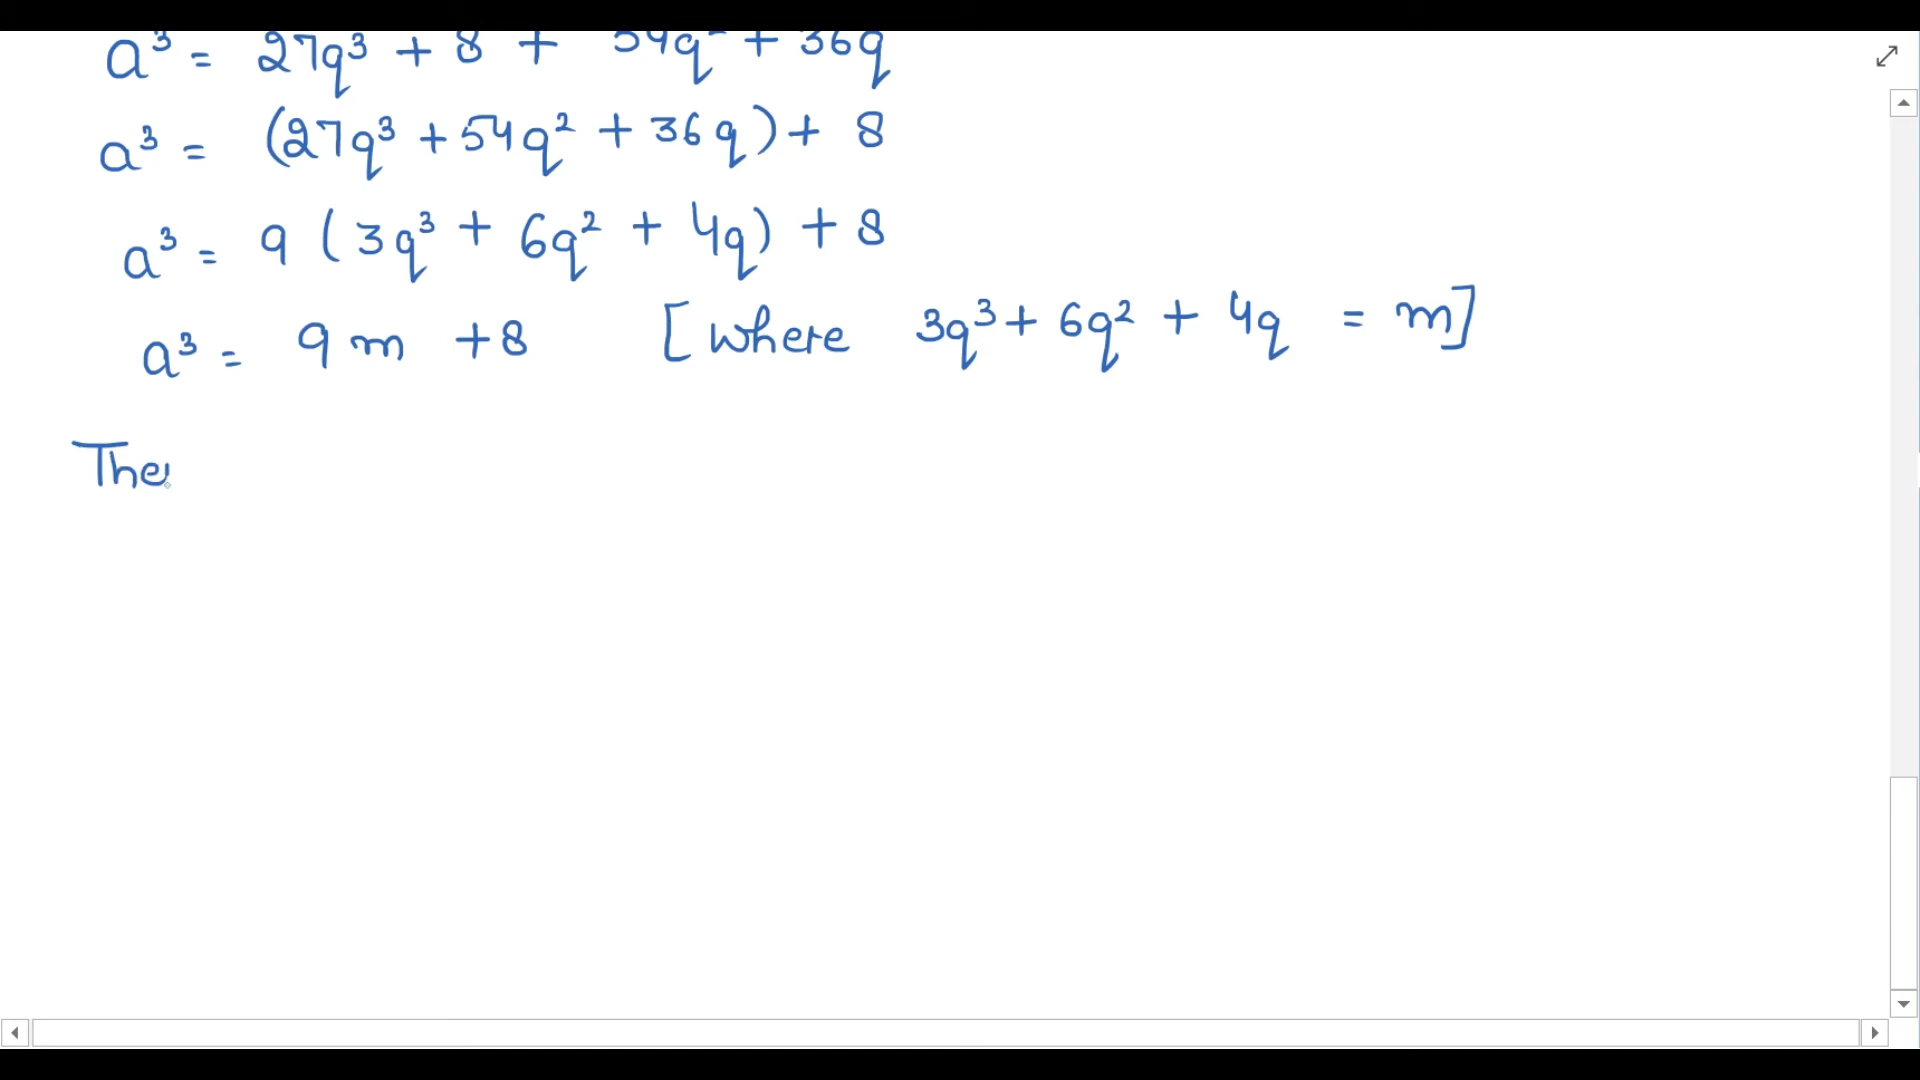 a³ = 27q³ + 8 + 54q² + 36q
a³ = (27q³ + 54q² + 36q) + 8
a³ = 9 (3q³ + 6q² + 4q) + 8
a³ = 9m + 8 [where 3q³ + 6q² + 4q = m]
The